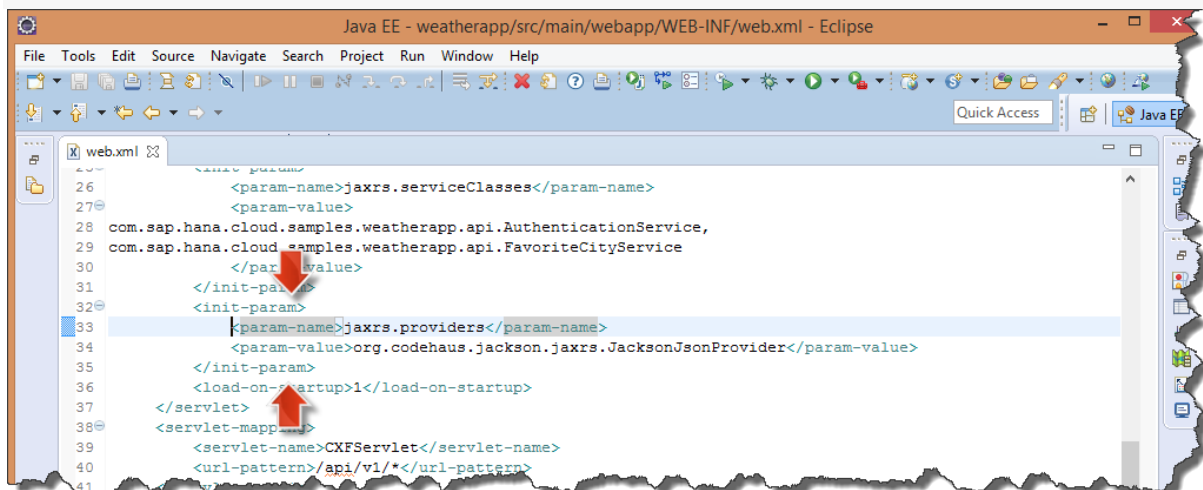 Java EE - weatherapp/src/main/webapp/WEB-INF/web.xml - Eclipse
File Tools Edit Source Navigate Search Project Run Window Help
Quick Access
Java EE
web.xml
26 <param-name>jaxrs.serviceClasses</param-name>
27 <param-value>
28 com.sap.hana.cloud.samples.weatherapp.api.AuthenticationService,
29 com.sap.hana.cloud.samples.weatherapp.api.FavoriteCityService
30 </param-value>
31 </init-param>
32 <init-param>
33 <param-name>jaxrs.providers</param-name>
34 <param-value>org.codehaus.jackson.jaxrs.JacksonJsonProvider</param-value>
35 </init-param>
36 <load-on-startup>1</load-on-startup>
37 </servlet>
38 <servlet-mapping>
39 <servlet-name>CXFServlet</servlet-name>
40 <url-pattern>/api/v1/*</url-pattern>
41